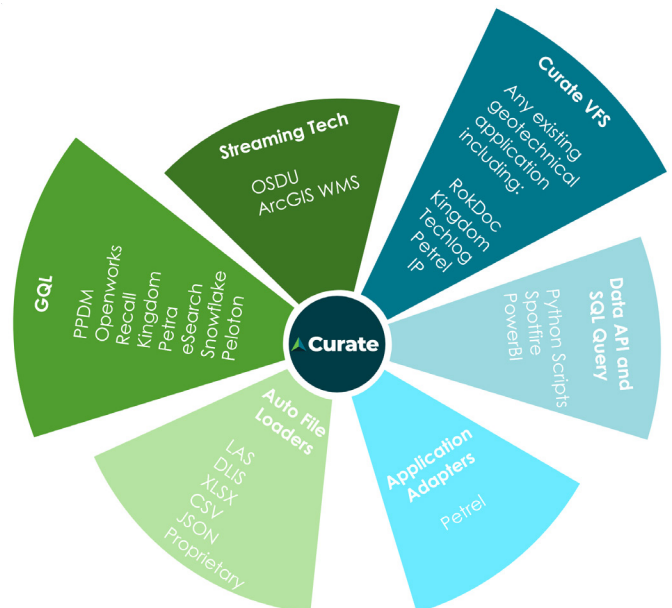 Streaming Tech
OSDU
ArcGIS WMS
Curate VFS
Any existing
geotechnical
application
including:
RokDoc
Kingdom
Techlog
Petrel
IP
Data API and
SQL Query
Python Scripts
Spotfire
PowerBI
Application
Adapters
Petrel
Auto File
Loaders
LAS
DLIS
XLSX
CSV
JSON
Proprietary
GQL
PPDM
Openworks
Recall
Kingdom
Petra
eSearch
Snowflake
Peloton
Curate